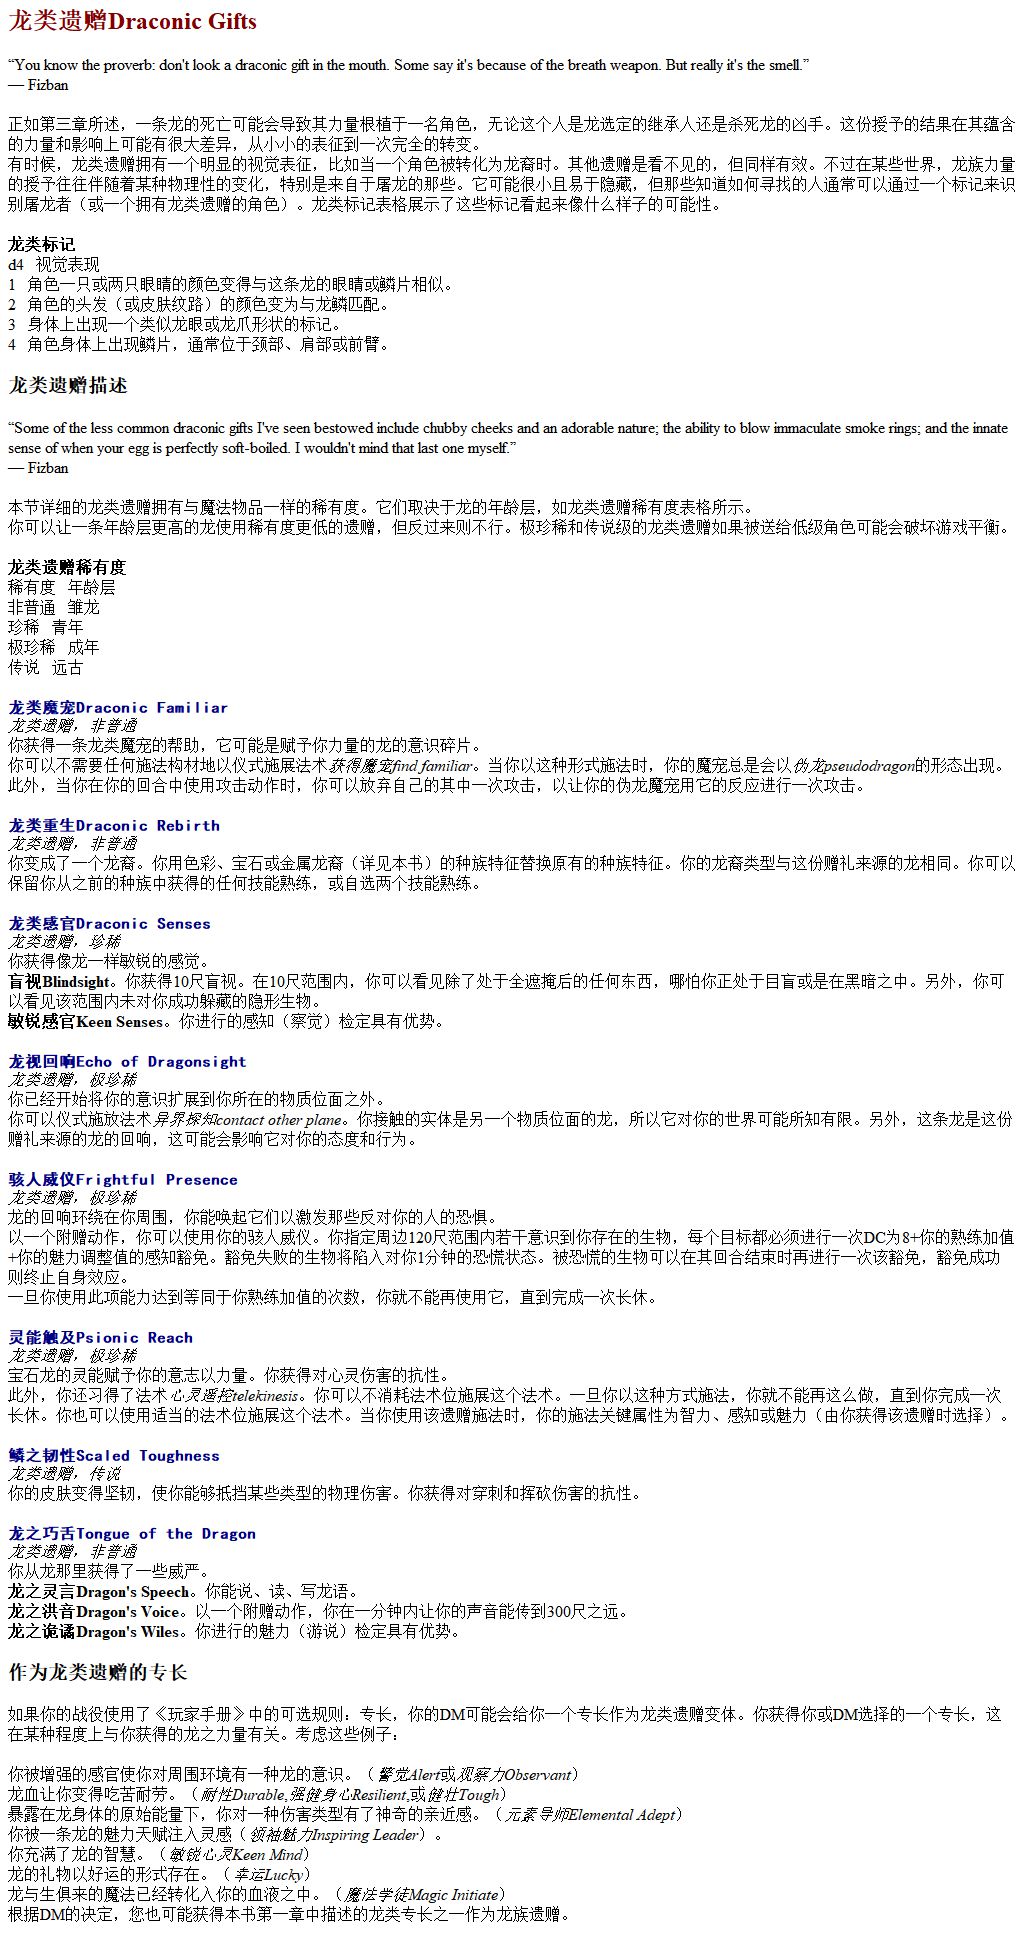 龙类遗赠Draconic Gifts
“You know the proverb: don't look a draconic gift in the mouth. Some say it's because of the breath weapon. But really it's the smell.”
— Fizban
正如第三章所述，一条龙的死亡可能会导致其力量根植于一名角色，无论这个人是龙选定的继承人还是杀死龙的凶手。这份授予的结果在其蕴含
的力量和影响上可能有很大差异，从小小的表征到一次完全的转变。
有时候，龙类遗赠拥有一个明显的视觉表征，比如当一个角色被转化为龙裔时。其他遗赠是看不见的，但同样有效。不过在某些世界，龙族力量
的授予往往伴随着某种物理性的变化，特别是来自于屠龙的那些。它可能很小且易于隐藏，但那些知道如何寻找的人通常可以通过一个标记来识
别屠龙者（或一个拥有龙类遗赠的角色）。龙类标记表格展示了这些标记看起来像什么样子的可能性。
龙类标记
d4 视觉表现
1 角色一只或两只眼睛的颜色变得与这条龙的眼睛或鳞片相似。
2 角色的头发（或皮肤纹路）的颜色变为与龙鳞匹配。
3 身体上出现一个类似龙眼或龙爪形状的标记。
4 角色身体上出现鳞片，通常位于颈部、肩部或前臂。
龙类遗赠描述
“Some of the less common draconic gifts I've seen bestowed include chubby cheeks and an adorable nature; the ability to blow immaculate smoke rings; and the innate
sense of when your egg is perfectly soft-boiled. I wouldn't mind that last one myself.”
— Fizban
本节详细的龙类遗赠拥有与魔法物品一样的稀有度。它们取决于龙的年龄层，如龙类遗赠稀有度表格所示。
你可以让一条年龄层更高的龙使用稀有度更低的遗赠，但反过来则不行。极珍稀和传说级的龙类遗赠如果被送给低级角色可能会破坏游戏平衡。
龙类遗赠稀有度
稀有度 年龄层
非普通 雏龙
珍稀 青年
极珍稀 成年
传说 远古
龙类魔宠Draconic Familiar
龙类遗赠，非普通
你获得一条龙类魔宠的帮助，它可能是赋予你力量的龙的意识碎片。
你可以不需要任何施法构材地以仪式施展法术获得魔宠find familiar。当你以这种形式施法时，你的魔宠总是会以伪龙pseudodragon的形态出现。
此外，当你在你的回合中使用攻击动作时，你可以放弃自己的其中一次攻击，以让你的伪龙魔宠用它的反应进行一次攻击。
龙类重生Draconic Rebirth
龙类遗赠，非普通
你变成了一个龙裔。你用色彩、宝石或金属龙裔（详见本书）的种族特征替换原有的种族特征。你的龙裔类型与这份赠礼来源的龙相同。你可以
保留你从之前的种族中获得的任何技能熟练，或自选两个技能熟练。
龙类感官Draconic Senses
龙类遗赠，珍稀
你获得像龙一样敏锐的感觉。
盲视Blindsight。你获得10尺盲视。在10尺范围内，你可以看见除了处于全遮掩后的任何东西，哪怕你正处于目盲或是在黑暗之中。另外，你可
以看见该范围内未对你成功躲藏的隐形生物。
敏锐感官Keen Senses。你进行的感知（察觉）检定具有优势。
龙视回响Echo of Dragonsight
龙类遗赠，极珍稀
你已经开始将你的意识扩展到你所在的物质位面之外。
你可以仪式施放法术异界探知contact other plane。你接触的实体是另一个物质位面的龙，所以它对你的世界可能所知有限。另外，这条龙是这份
赠礼来源的龙的回响，这可能会影响它对你的态度和行为。
骇人威仪Frightful Presence
龙类遗赠，极珍稀
龙的回响环绕在你周围，你能唤起它们以激发那些反对你的人的恐惧。
以一个附赠动作，你可以使用你的骇人威仪。你指定周边120尺范围内若干意识到你存在的生物，每个目标都必须进行一次DC为8+你的熟练加值
+你的魅力调整值的感知豁免。豁免失败的生物将陷入对你1分钟的恐慌状态。被恐慌的生物可以在其回合结束时再进行一次该豁免，豁免成功
则终止自身效应。
一旦你使用此项能力达到等同于你熟练加值的次数，你就不能再使用它，直到完成一次长休。
灵能触及Psionic Reach
龙类遗赠，极珍稀
宝石龙的灵能赋予你的意志以力量。你获得对心灵伤害的抗性。
此外，你还习得了法术心灵遥控telekinesis。你可以不消耗法术位施展这个法术。一旦你以这种方式施法，你就不能再这么做，直到你完成一次
长休。你也可以使用适当的法术位施展这个法术。当你使用该遗赠施法时，你的施法关键属性为智力、感知或魅力（由你获得该遗赠时选择）。
鳞之韧性Scaled Toughness
龙类遗赠，传说
你的皮肤变得坚韧，使你能够抵挡某些类型的物理伤害。你获得对穿刺和挥砍伤害的抗性。
龙之巧舌Tongue of the Dragon
龙类遗赠，非普通
你从龙那里获得了一些威严。
龙之灵言Dragon's Speech。你能说、读、写龙语。
龙之洪音Dragon's Voice。以一个附赠动作，你在一分钟内让你的声音能传到300尺之远。
龙之诡谲Dragon's Wiles。你进行的魅力（游说）检定具有优势。
作为龙类遗赠的专长
如果你的战役使用了《玩家手册》中的可选规则：专长，你的DM可能会给你一个专长作为龙类遗赠变体。你获得你或DM选择的一个专长，这
在某种程度上与你获得的龙之力量有关。考虑这些例子：
你被增强的感官使你对周围环境有一种龙的意识。（警觉Alert或观察力Observant）
龙血让你变得吃苦耐劳。（耐性Durable,强健身心Resilient,或健壮Tough）
暴露在龙身体的原始能量下，你对一种伤害类型有了神奇的亲近感。（元素导师Elemental Adept）
你被一条龙的魅力天赋注入灵感（领袖魅力Inspiring Leader）。
你充满了龙的智慧。（敏锐心灵Keen Mind）
龙的礼物以好运的形式存在。（幸运Lucky）
龙与生俱来的魔法已经转化入你的血液之中。（魔法学徒Magic Initiate）
根据DM的决定，您也可能获得本书第一章中描述的龙类专长之一作为龙族遗赠。